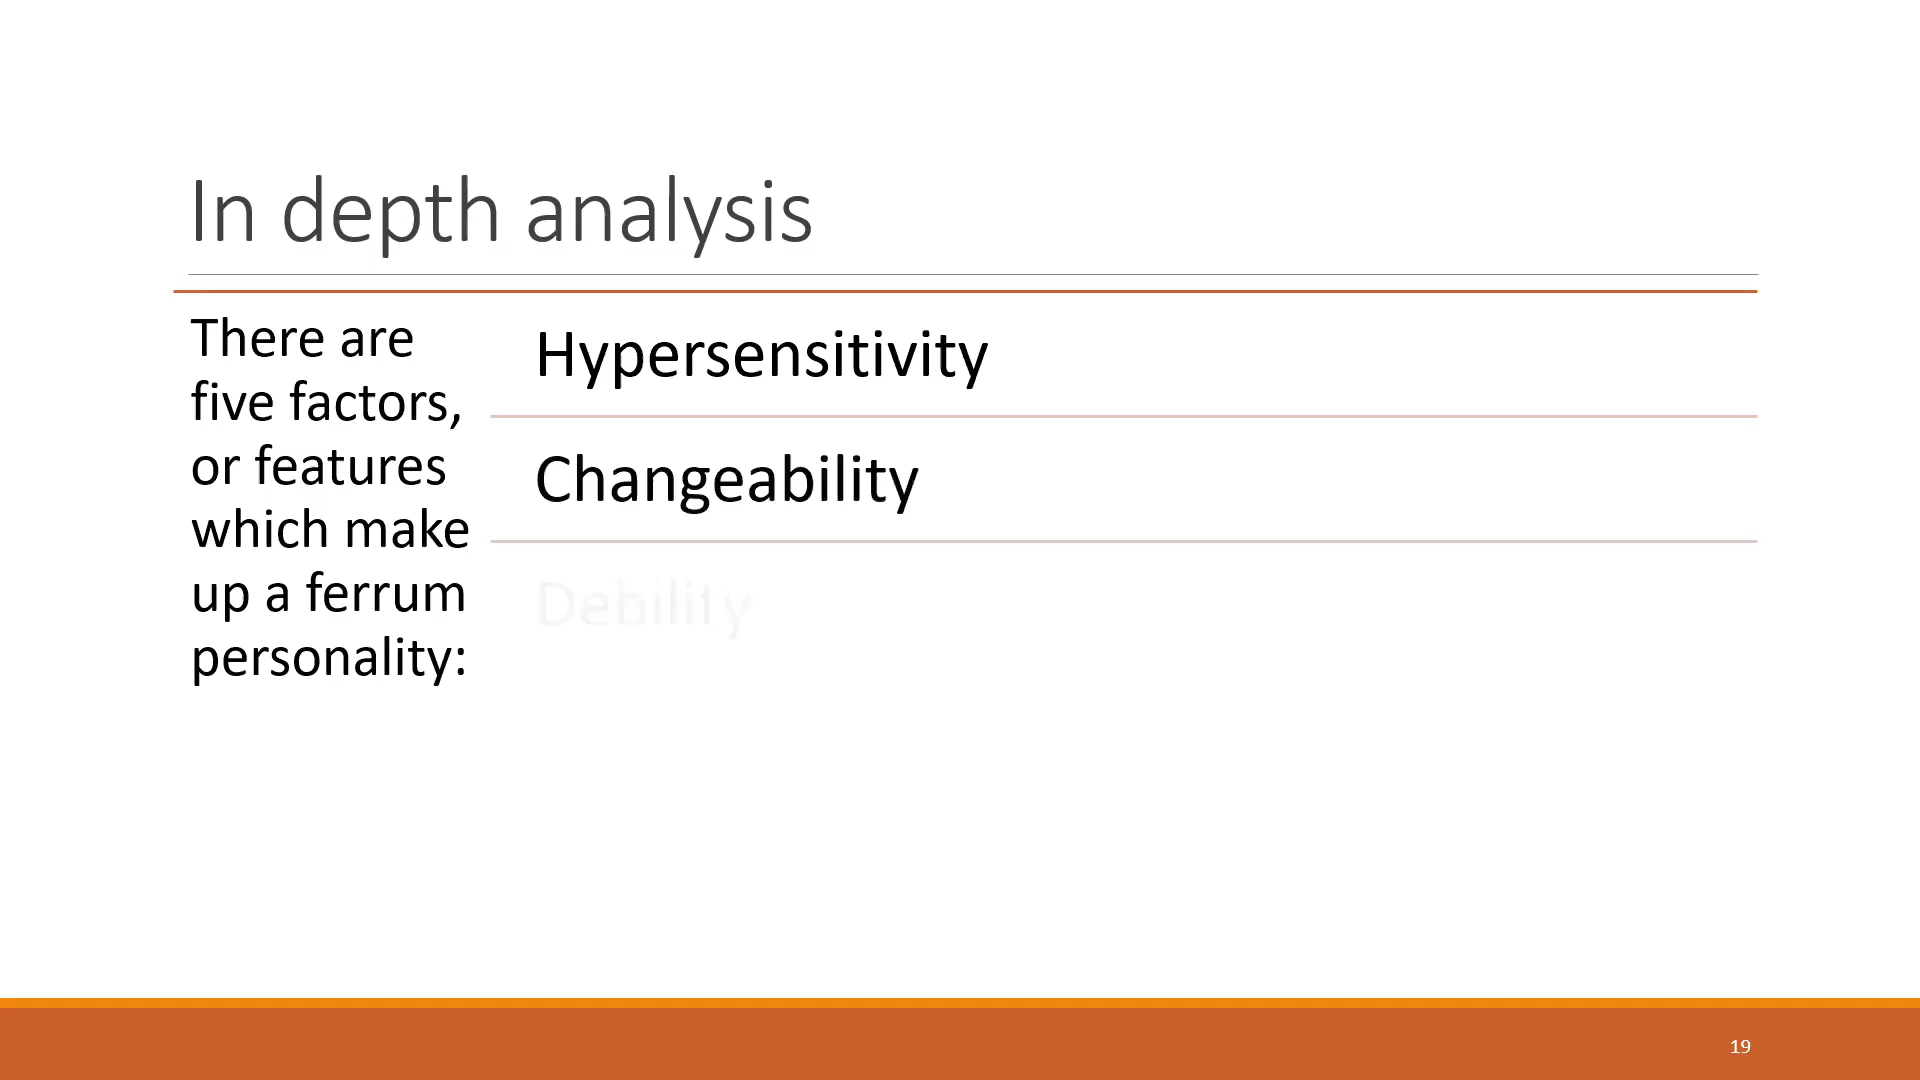 In depth analysis
There are
five factors,
or features
which make
up a ferrum
personality:
Hypersensitivity
Changeability
Debility
19